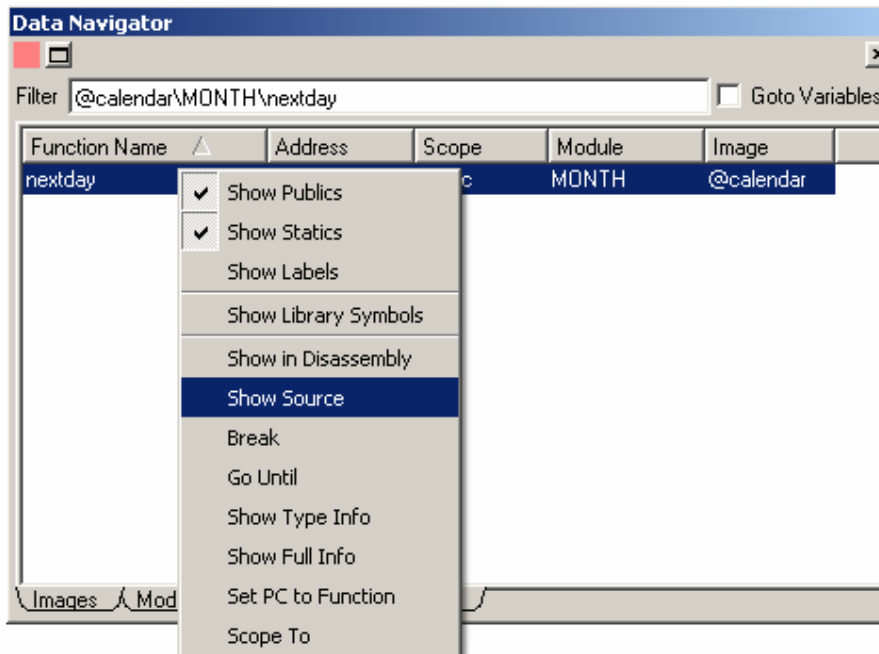 Data Navigator
Filter @calendar\MONTH\nextday Goto Variables
Function Name Address Scope Module Image
nextday c MONTH @calendar
Show Publics
Show Statics
Show Labels
Show Library Symbols
Show in Disassembly
Show Source
Break
Go Until
Show Type Info
Show Full Info
Images Mod Set PC to Function
Scope To